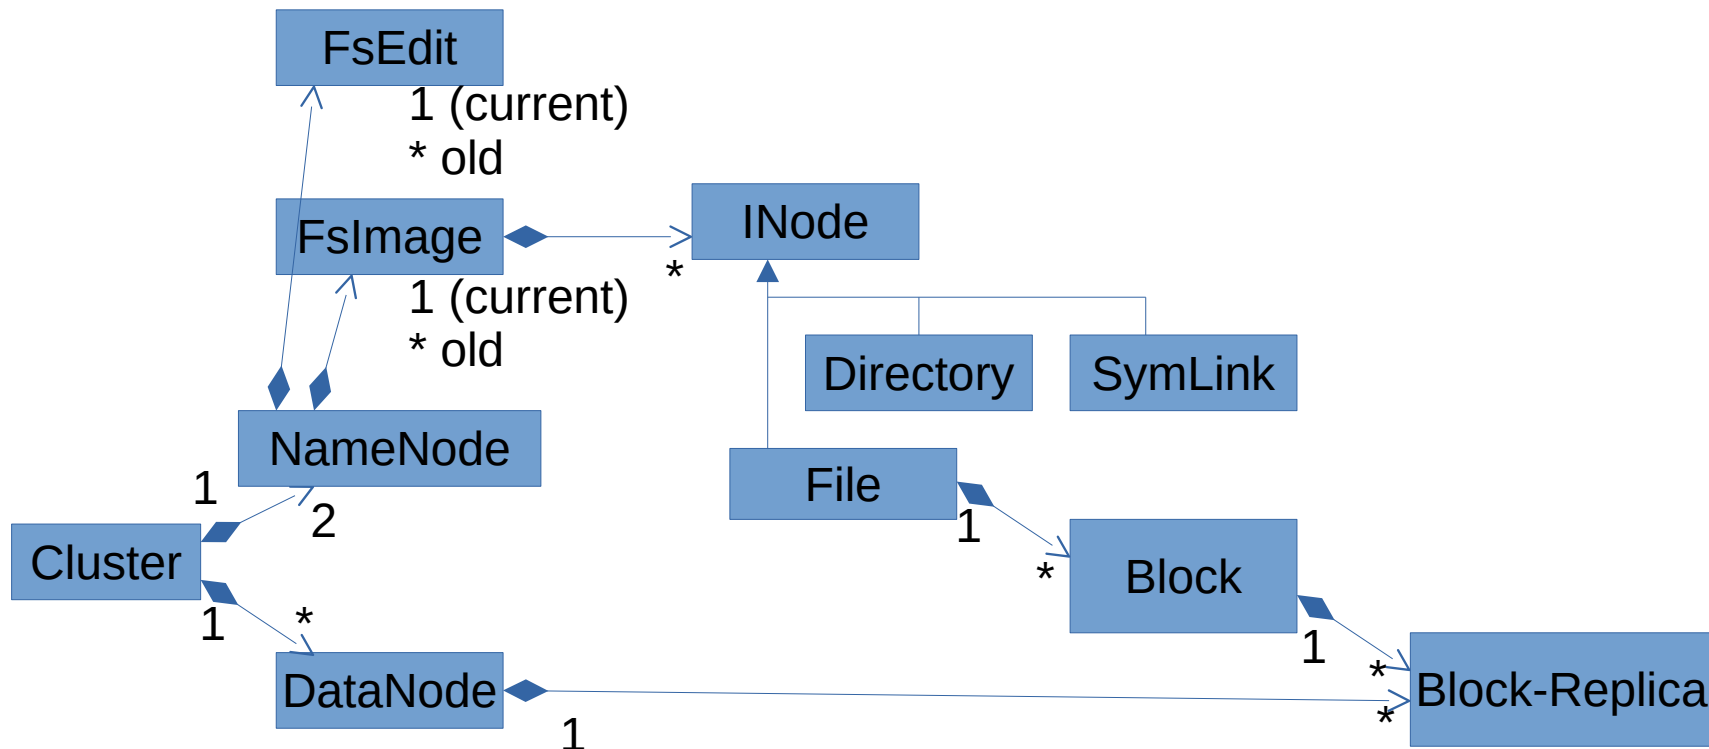 FsEdit
1 (current)
* old
FsImage
INode
*
1 (current)
* old
Directory
SymLink
NameNode
File
1
2
1
*
Cluster
Block
1
*
1
*
DataNode
Block-Replica
1
*